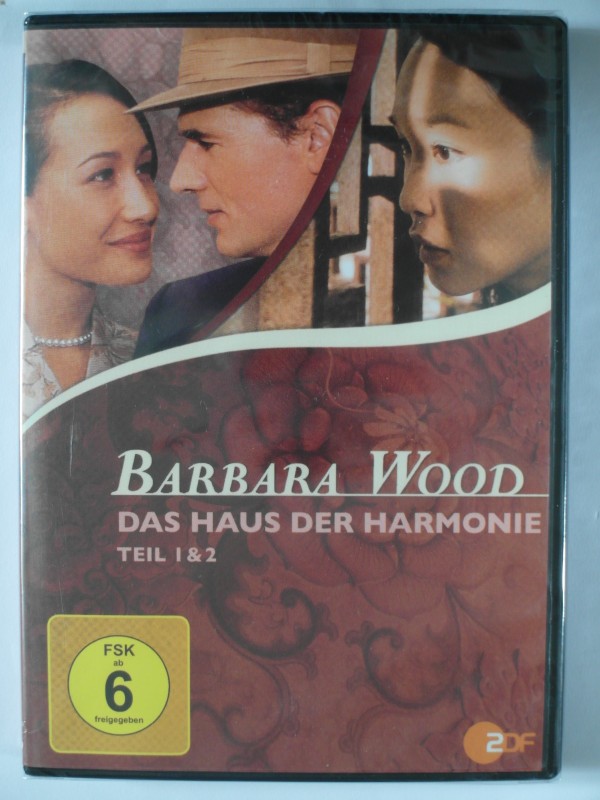 BARBARA WOOD
DAS HAUS DER HARMONIE
TEIL 1 & 2
FSK
ab
6
freigegeben
2DF